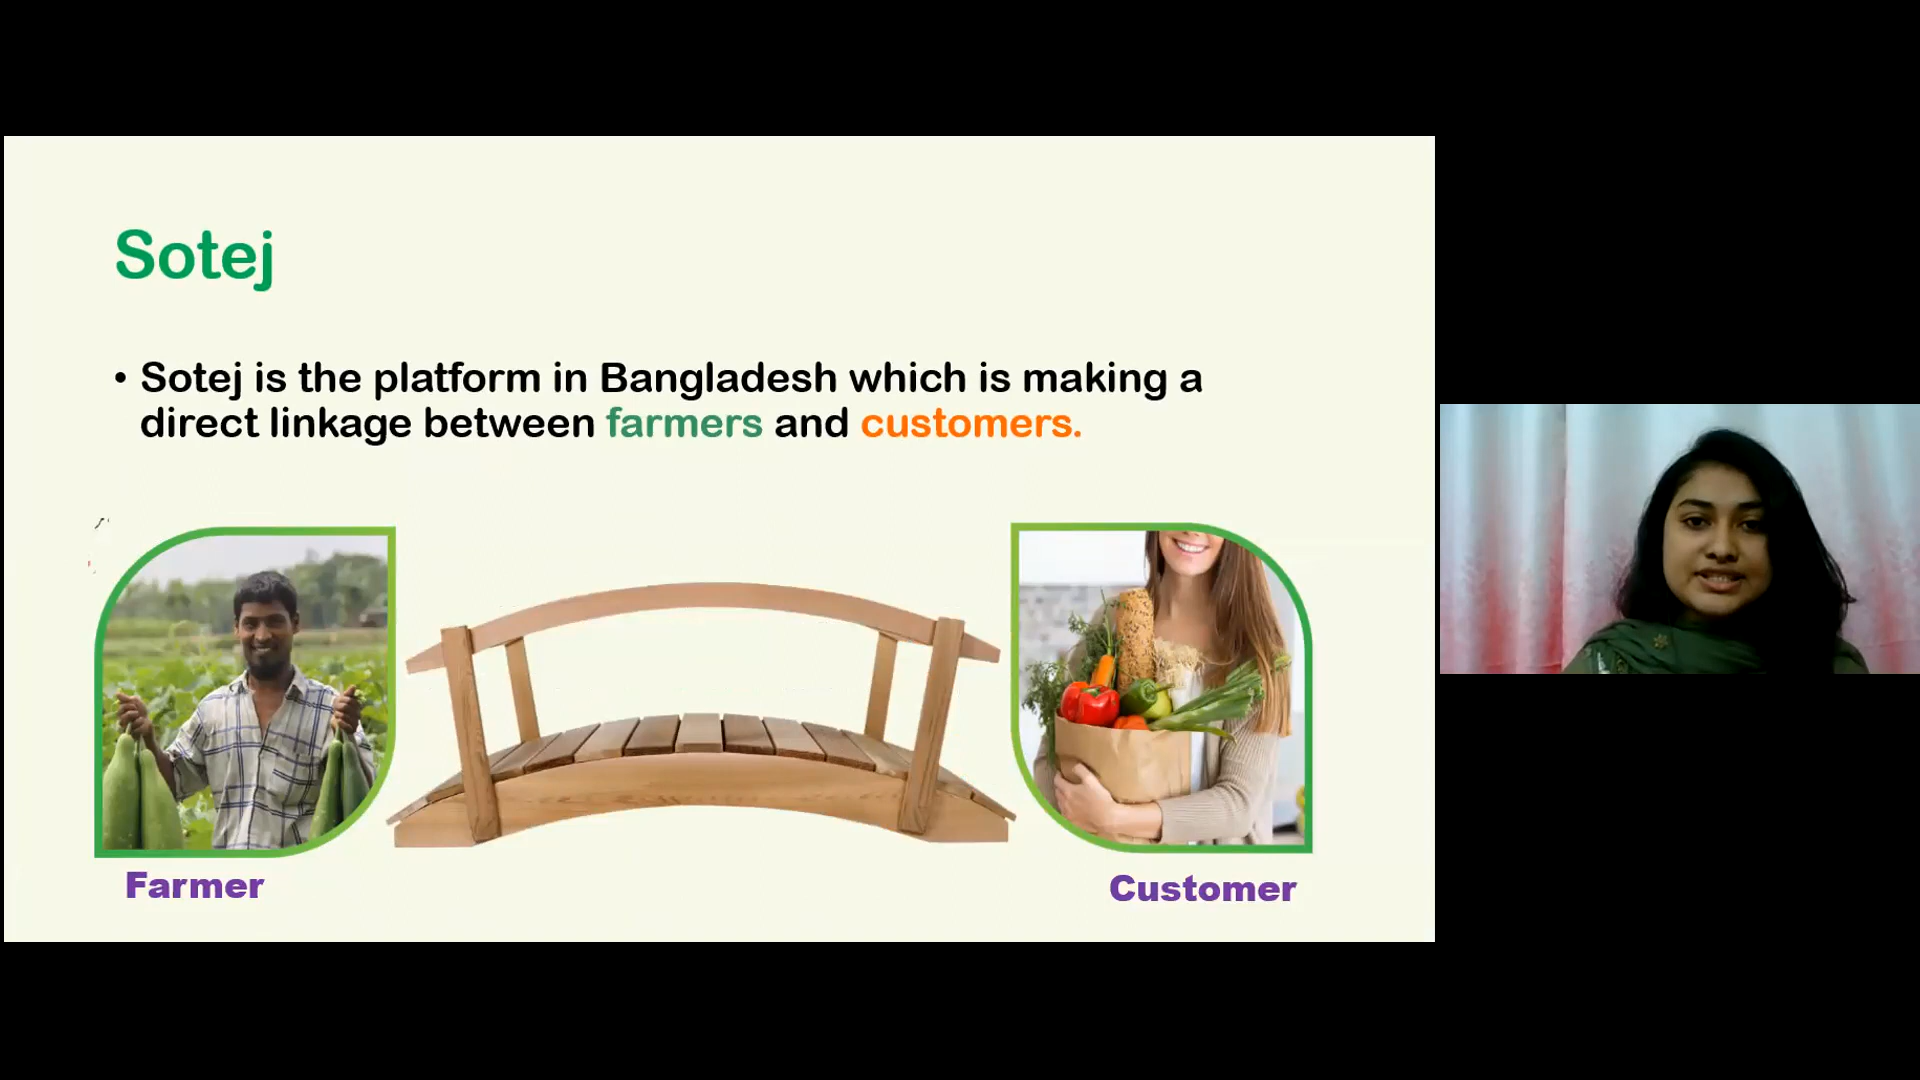 Sotej
• Sotej is the platform in Bangladesh which is making a
direct linkage between farmers and customers.
Farmer
Customer